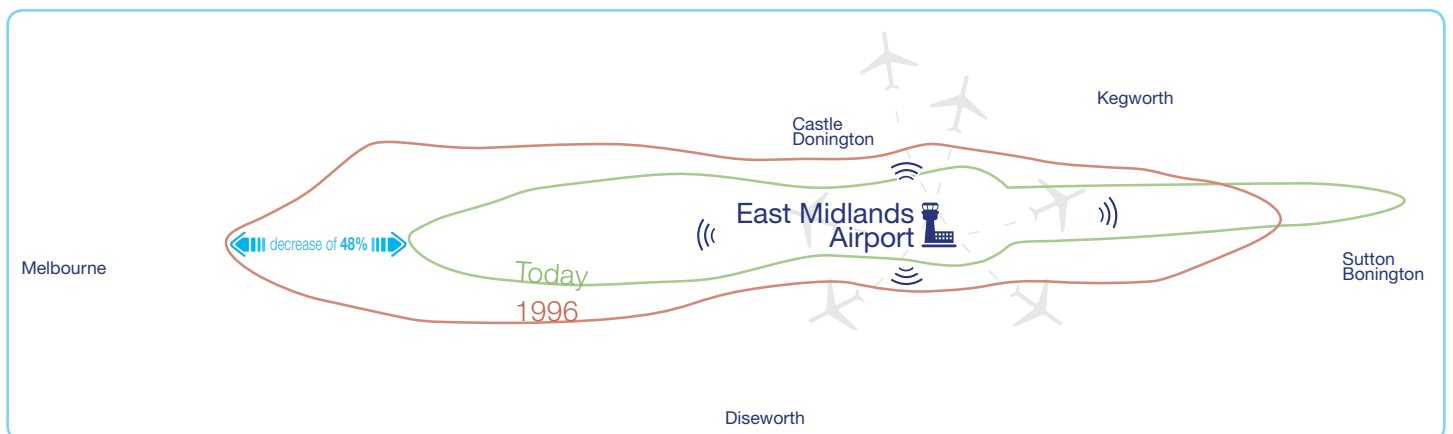 Kegworth
Castle
Donington
East Midlands
Airport
decrease of 48%
Melbourne
Today
1996
Sutton
Bonington
Diseworth